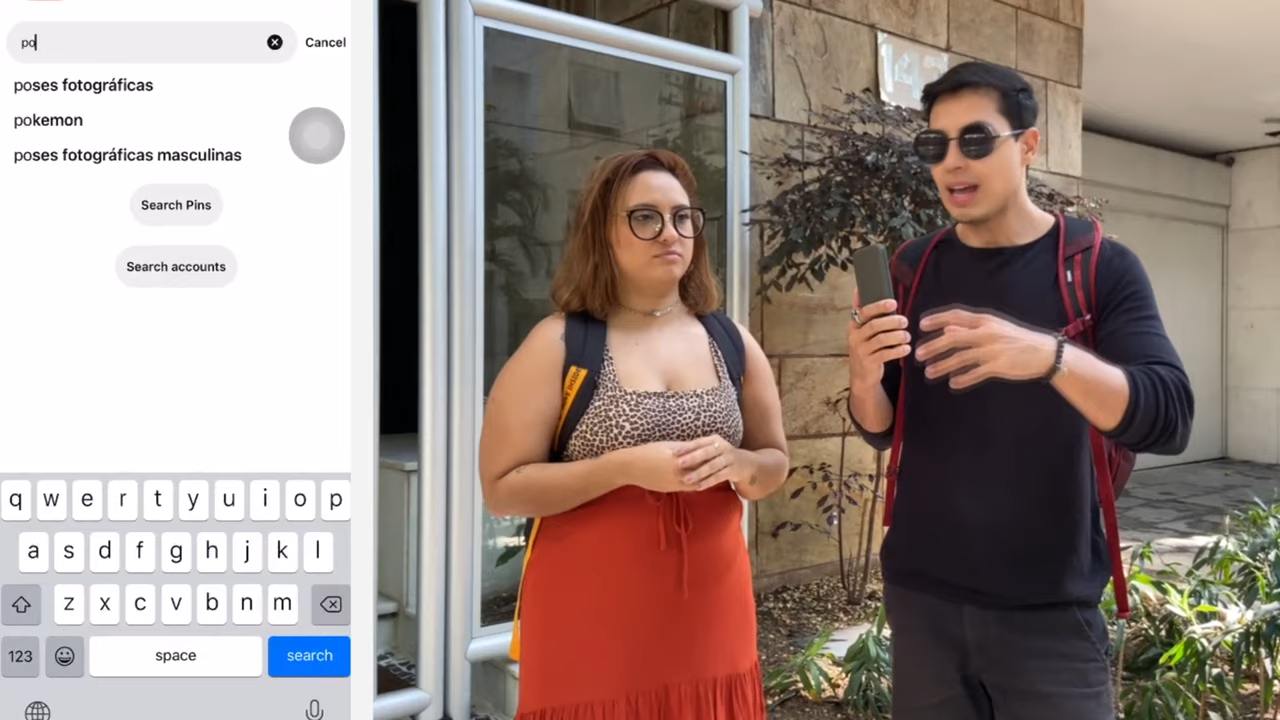 po
Cancel
poses fotográficas
pokemon
poses fotográficas masculinas
Search Pins
Search accounts
q w e r t y u i o p
a s d f g h j k l
z x c v b n m
123
space
search